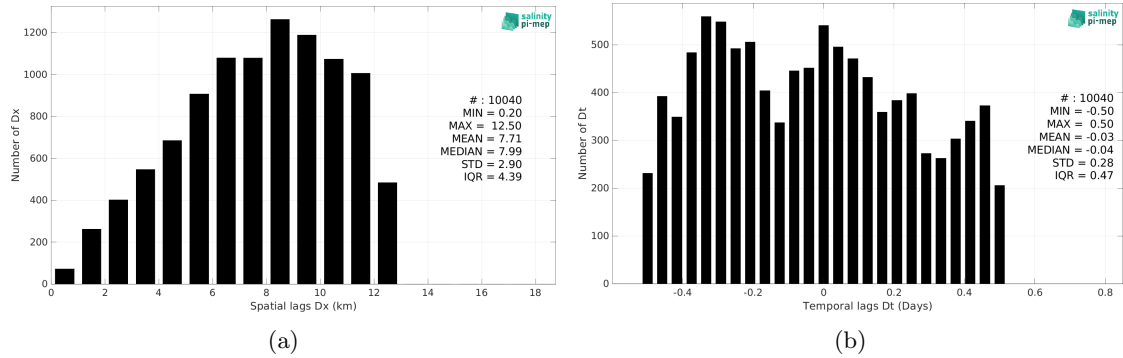 salinity
pi-mep
Number of Dx
1200
1000
800
600
400
200
0
# : 10040
MIN = 0.20
MAX = 12.50
MEAN = 7.71
MEDIAN = 7.99
STD = 2.90
IQR = 4.39
0 2 4 6 8 10 12 14 16 18
Spatial lags Dx (km)
(a)
salinity
pi-mep
Number of Dt
500
400
300
200
100
0
# : 10040
MIN = -0.50
MAX = 0.50
MEAN = -0.03
MEDIAN = -0.04
STD = 0.28
IQR = 0.47
-0.4 -0.2 0 0.2 0.4 0.6 0.8
Temporal lags Dt (Days)
(b)